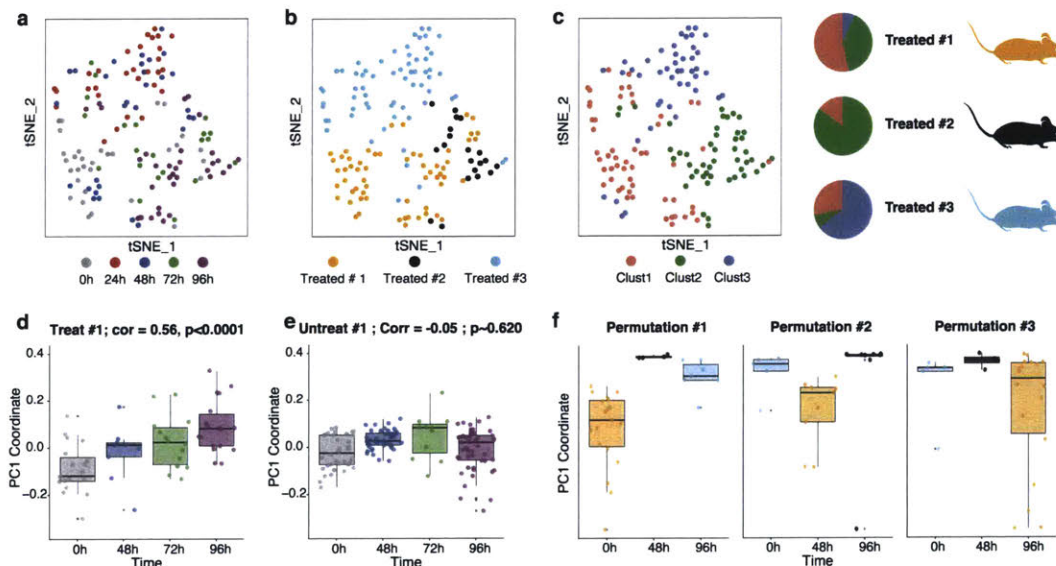 a
tSNE_2
tSNE_1
0h 24h 48h 72h 96h
b
tSNE_2
tSNE_1
Treated # 1 Treated #2 Treated #3
c
tSNE_2
tSNE_1
Clust1 Clust2 Clust3
Treated #1
Treated #2
Treated #3
d
Treat #1; cor = 0.56, p<0.0001
PC1 Coordinate
0.4
0.2
0.0
−0.2
0h 48h 72h 96h
Time
e
Untreat #1 ; Corr = -0.05 ; p~0.620
PC1 Coordinate
0.4
0.2
0.0
−0.2
0h 48h 72h 96h
Time
f
Permutation #1 Permutation #2 Permutation #3
PC1 Coordinate
0h 48h 96h 0h 48h 96h 0h 48h 96h
Time